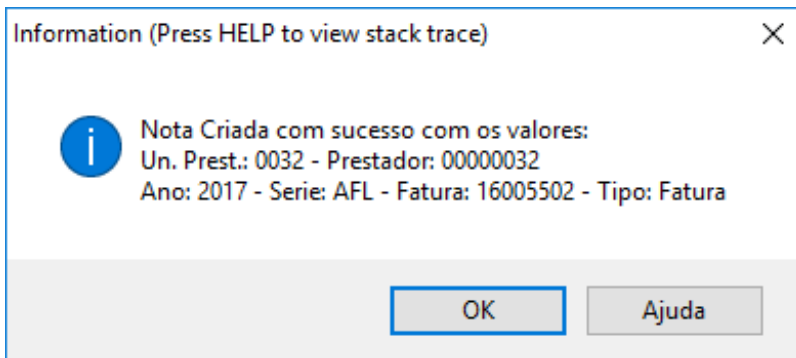 Information (Press HELP to view stack trace)
Nota Criada com sucesso com os valores:
Un. Prest.: 0032 - Prestador: 00000032
Ano: 2017 - Serie: AFL - Fatura: 16005502 - Tipo: Fatura
OK
Ajuda